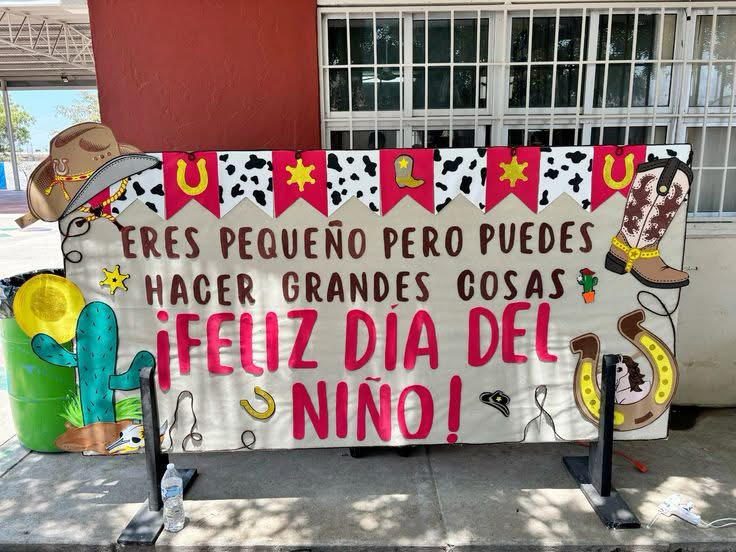 ERES PEQUEÑO PERO PUEDES
HACER GRANDES COSAS
¡FELIZ DÍA DEL
NIÑO!